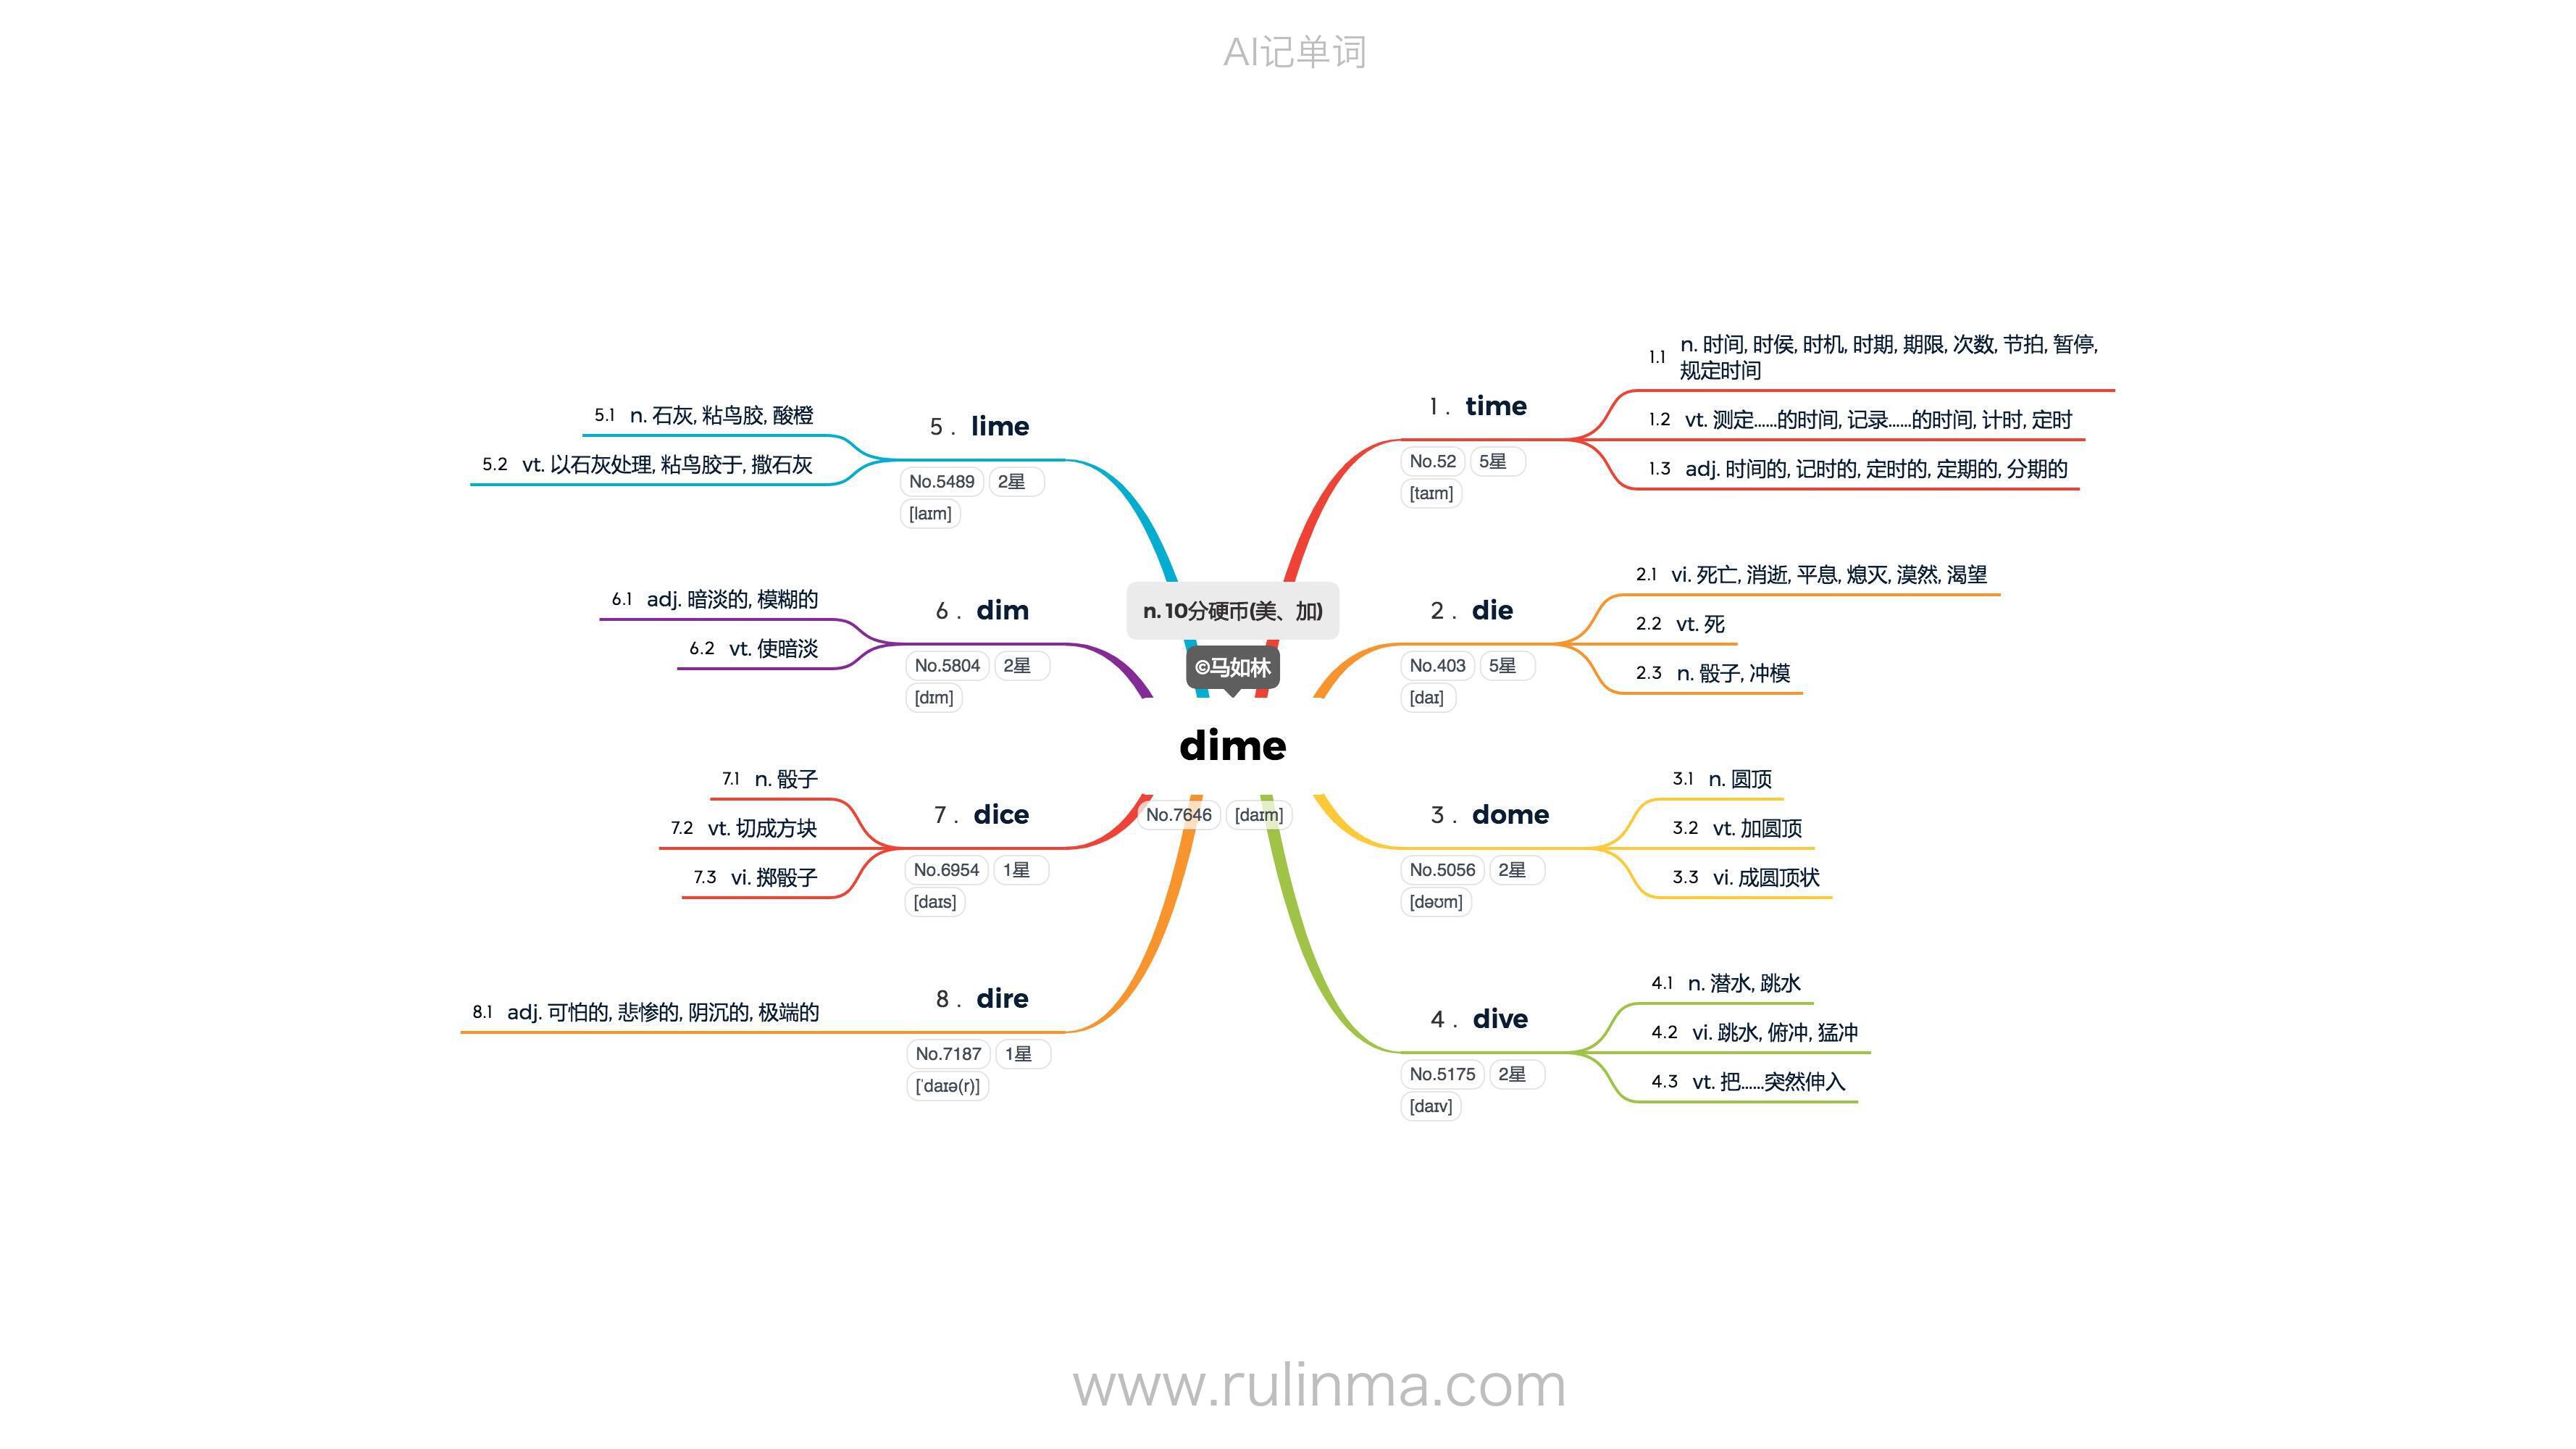 AI记单词
n. 10分硬币(美、加)
©马如林
dime
No.7646 [daɪm]
1. time
No.52 5星
[taɪm]
1.1 n. 时间, 时侯, 时机, 时期, 期限, 次数, 节拍, 暂停,
规定时间
1.2 vt. 测定……的时间, 记录……的时间, 计时, 定时
1.3 adj. 时间的, 记时的, 定时的, 定期的, 分期的
2. die
No.403 5星
[daɪ]
2.1 vi. 死亡, 消逝, 平息, 熄灭, 漠然, 渴望
2.2 vt. 死
2.3 n. 骰子, 冲模
3. dome
No.5056 2星
[dəʊm]
3.1 n. 圆顶
3.2 vt. 加圆顶
3.3 vi. 成圆顶状
4. dive
No.5175 2星
[daɪv]
4.1 n. 潜水, 跳水
4.2 vi. 跳水, 俯冲, 猛冲
4.3 vt. 把……突然伸入
5. lime
No.5489 2星
[laɪm]
5.1 n. 石灰, 粘鸟胶, 酸橙
5.2 vt. 以石灰处理, 粘鸟胶于, 撒石灰
6. dim
No.5804 2星
[dɪm]
6.1 adj. 暗淡的, 模糊的
6.2 vt. 使暗淡
7. dice
No.6954 1星
[daɪs]
7.1 n. 骰子
7.2 vt. 切成方块
7.3 vi. 掷骰子
8. dire
No.7187 1星
[ˈdaɪə(r)]
8.1 adj. 可怕的, 悲惨的, 阴沉的, 极端的
www.rulinma.com